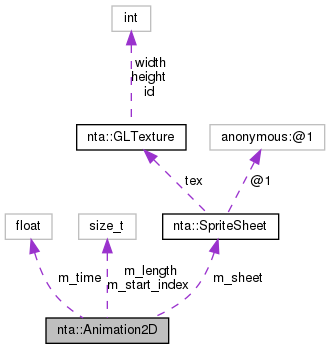 int
width
height
id
nta::GLTexture
anonymous:@1
tex
@1
float
size_t
nta::SpriteSheet
m_time
m_length
m_start_index
m_sheet
nta::Animation2D